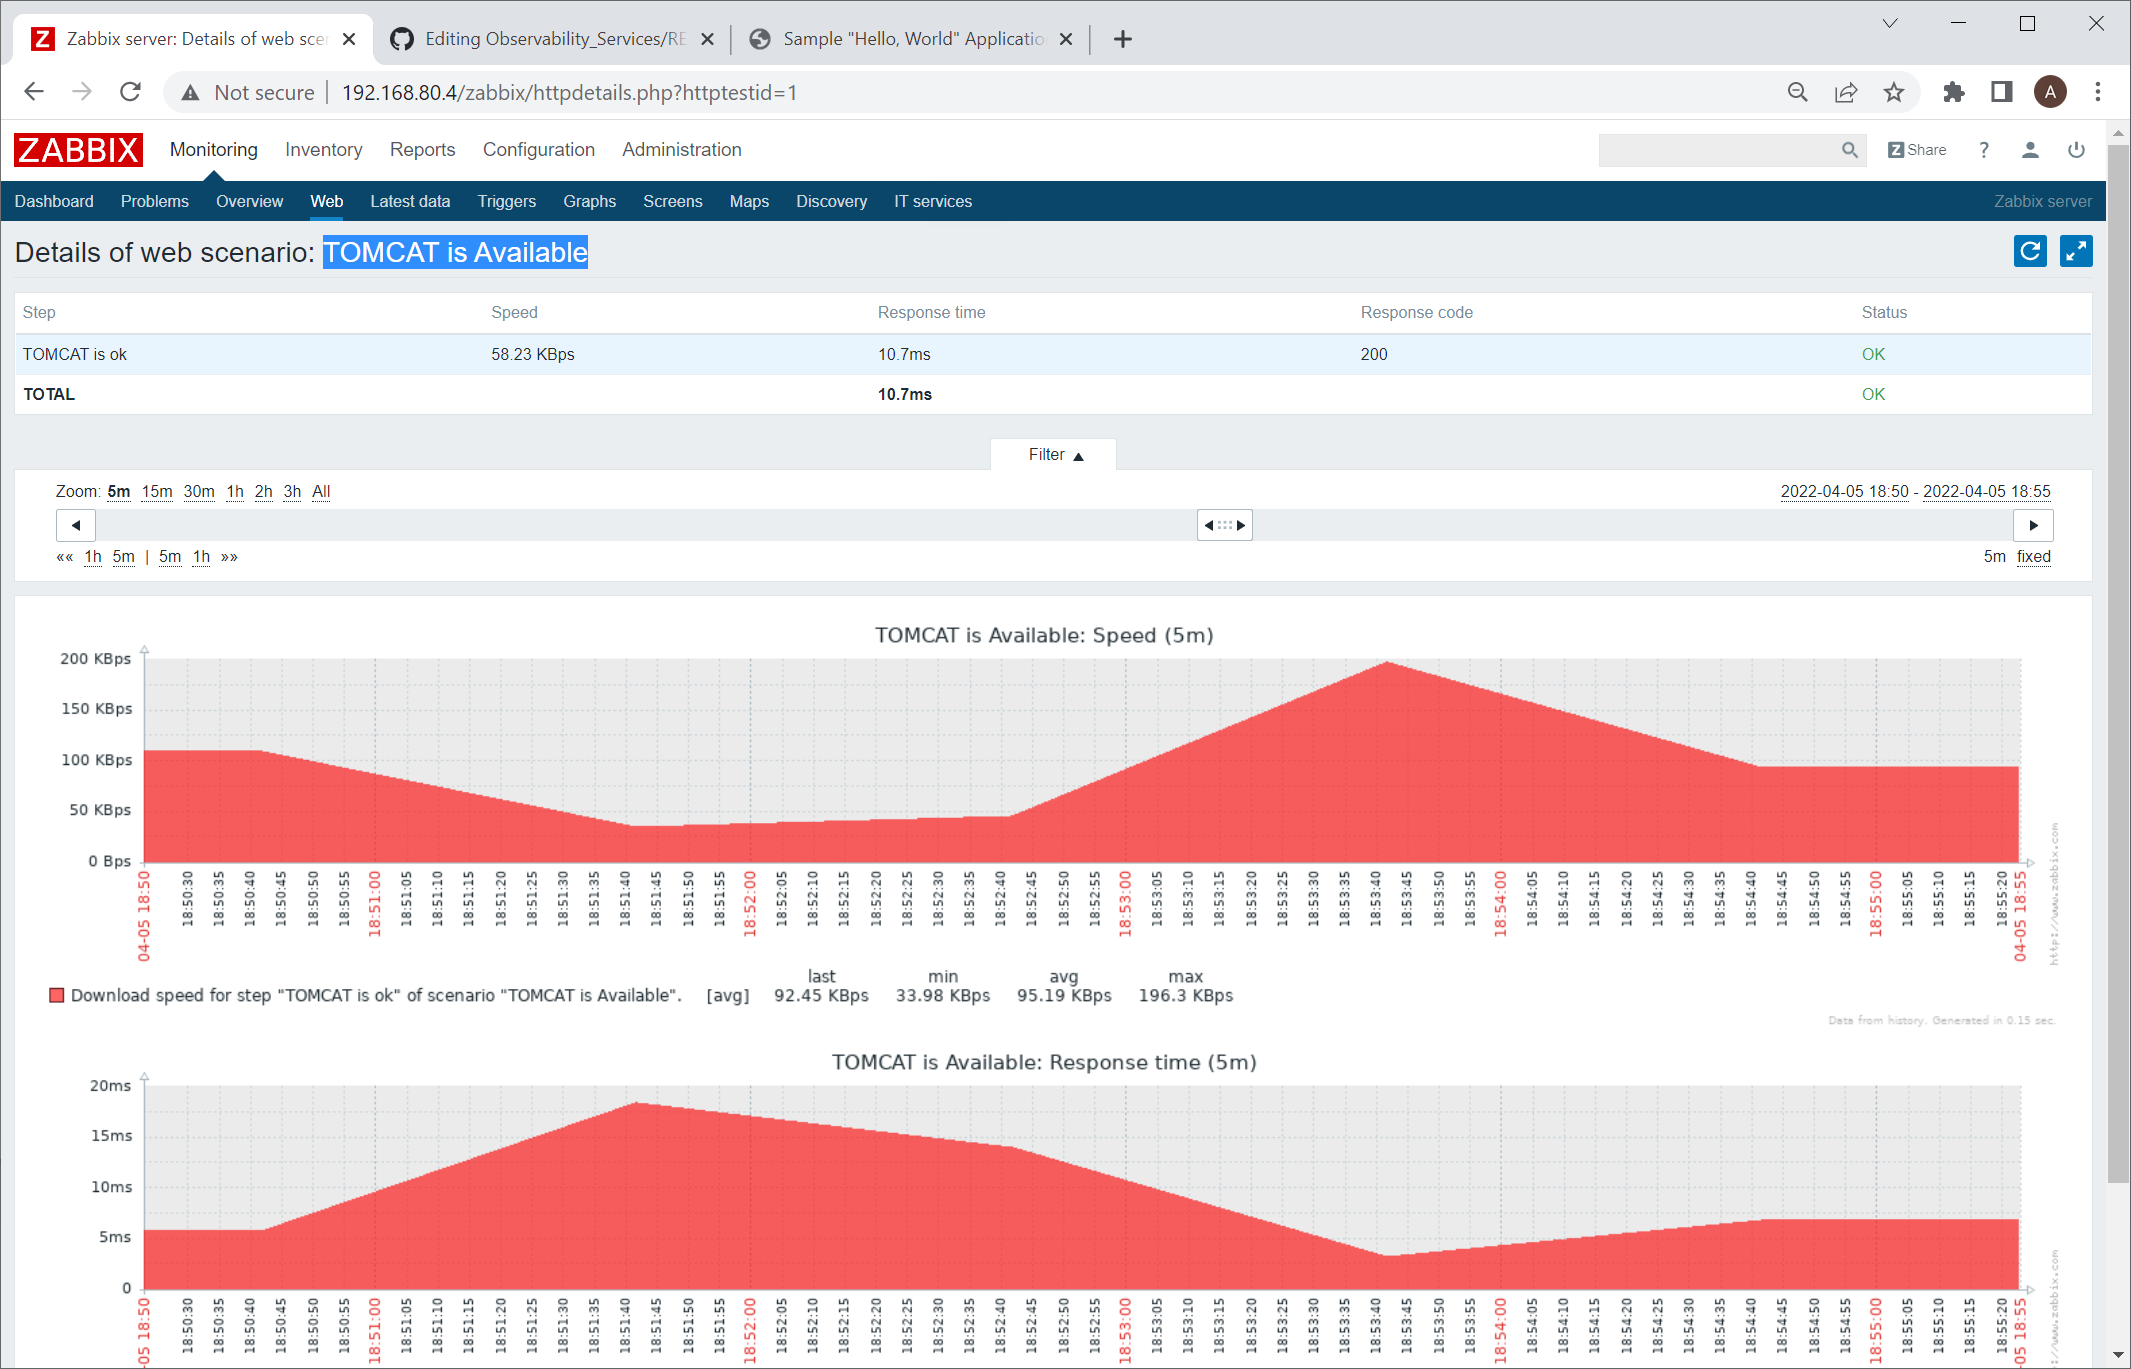 Zabbix server: Details of web scen
Editing Observability_Services/RE
Sample "Hello, World" Applicatio
Not secure
192.168.80.4/zabbix/httpdetails.php?httptestid=1
A
ZABBIX
Monitoring Inventory Reports Configuration Administration
Z Share ?
Dashboard Problems Overview Web Latest data Triggers Graphs Screens Maps Discovery IT services
Zabbix server
Details of web scenario: TOMCAT is Available
Step Speed Response time Response code Status
TOMCAT is ok 58.23 KBps 10.7ms 200 OK
TOTAL 10.7ms OK
Filter ▲
Zoom: 5m 15m 30m 1h 2h 3h All
2022-04-05 18:50 - 2022-04-05 18:55
«« 1h 5m | 5m 1h »»
5m fixed
TOMCAT is Available: Speed (5m)
200 KBps
150 KBps
100 KBps
50 KBps
0 Bps
04-05 18:50 18:50:30 18:50:35 18:50:40 18:50:45 18:50:50 18:50:55 18:51:00 18:51:05 18:51:10 18:51:15 18:51:20 18:51:25 18:51:30 18:51:35 18:51:40 18:51:45 18:51:50 18:51:55 18:52:00 18:52:05 18:52:10 18:52:15 18:52:20 18:52:25 18:52:30 18:52:35 18:52:40 18:52:45 18:52:50 18:52:55 18:53:00 18:53:05 18:53:10 18:53:15 18:53:20 18:53:25 18:53:30 18:53:35 18:53:40 18:53:45 18:53:50 18:53:55 18:54:00 18:54:05 18:54:10 18:54:15 18:54:20 18:54:25 18:54:30 18:54:35 18:54:40 18:54:45 18:54:50 18:54:55 18:55:00 18:55:05 18:55:10 18:55:15 18:55:20 04-05 18:55
http://www.zabbix.com
last min avg max
Download speed for step "TOMCAT is ok" of scenario "TOMCAT is Available". [avg] 92.45 KBps 33.98 KBps 95.19 KBps 196.3 KBps
Data from history. Generated in 0.15 sec.
TOMCAT is Available: Response time (5m)
20ms
15ms
10ms
5ms
0
-05 18:50 18:50:30 18:50:35 18:50:40 18:50:45 18:50:50 18:50:55 18:51:00 18:51:05 18:51:10 18:51:15 18:51:20 18:51:25 18:51:30 18:51:35 18:51:40 18:51:45 18:51:50 18:51:55 18:52:00 18:52:05 18:52:10 18:52:15 18:52:20 18:52:25 18:52:30 18:52:35 18:52:40 18:52:45 18:52:50 18:52:55 18:53:00 18:53:05 18:53:10 18:53:15 18:53:20 18:53:25 18:53:30 18:53:35 18:53:40 18:53:45 18:53:50 18:53:55 18:54:00 18:54:05 18:54:10 18:54:15 18:54:20 18:54:25 18:54:30 18:54:35 18:54:40 18:54:45 18:54:50 18:54:55 18:55:00 18:55:05 18:55:10 18:55:15 18:55:20 -05 18:55
//www.zabbix.com